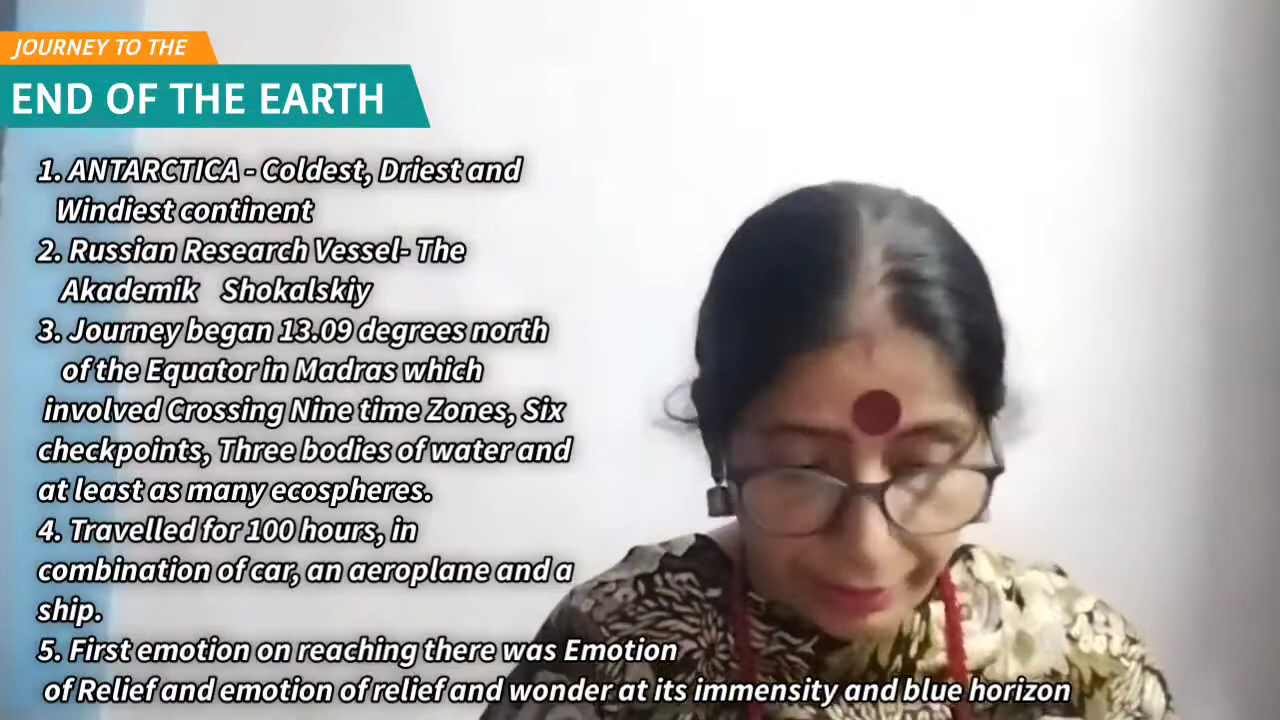 JOURNEY TO THE
END OF THE EARTH
1. ANTARCTICA - Coldest, Driest and
Windiest continent
2. Russian Research Vessel- The
Akademik Shokalskiy
3. Journey began 13.09 degrees north
of the Equator in Madras which
involved Crossing Nine time Zones, Six
checkpoints, Three bodies of water and
at least as many ecospheres.
4. Travelled for 100 hours, in
combination of car, an aeroplane and a
ship.
5. First emotion on reaching there was Emotion
of Relief and emotion of relief and wonder at its immensity and blue horizon